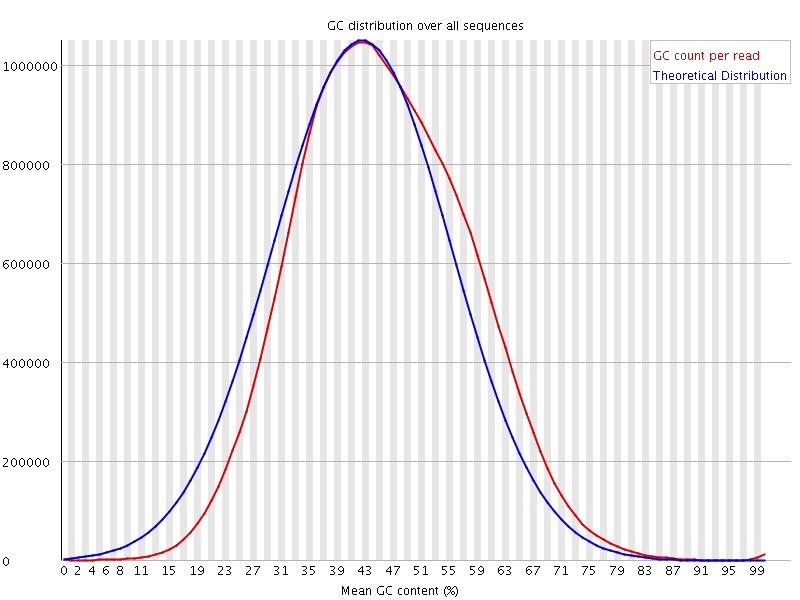 GC distribution over all sequences
GC count per read
Theoretical Distribution
1000000
800000
600000
400000
200000
0
0 2 4 6 8 11 15 19 23 27 31 35 39 43 47 51 55 59 63 67 71 75 79 83 87 91 95 99
Mean GC content (%)